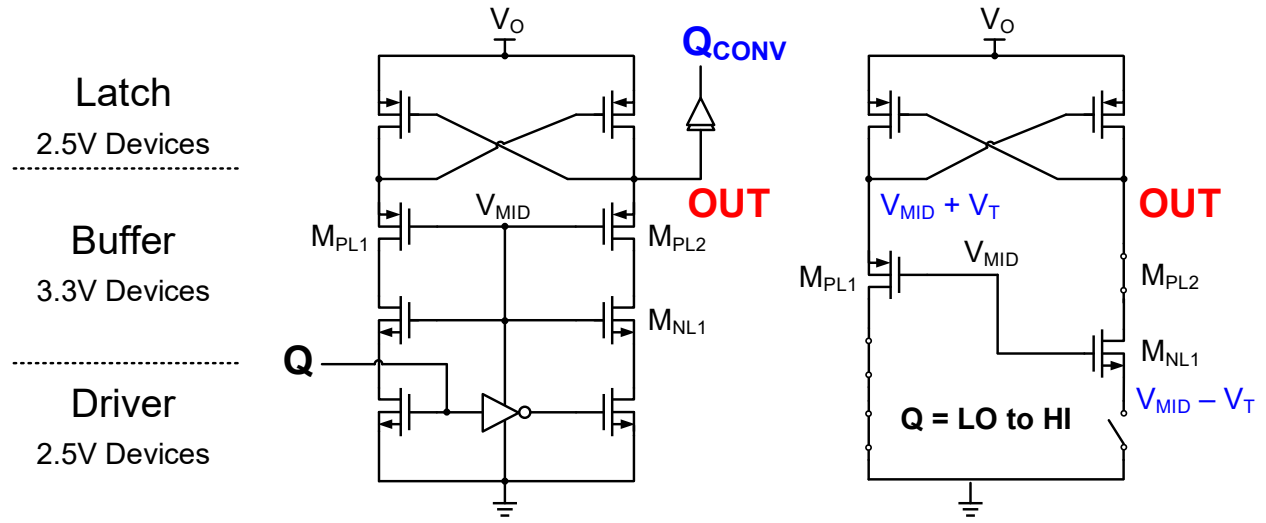 Latch
2.5V Devices
Buffer
3.3V Devices
Driver
2.5V Devices
V_O
Q_CONV
OUT
V_MID
M_PL1
M_PL2
M_NL1
Q
V_O
V_MID + V_T
OUT
V_MID
M_PL1
M_PL2
M_NL1
V_MID – V_T
Q = LO to HI